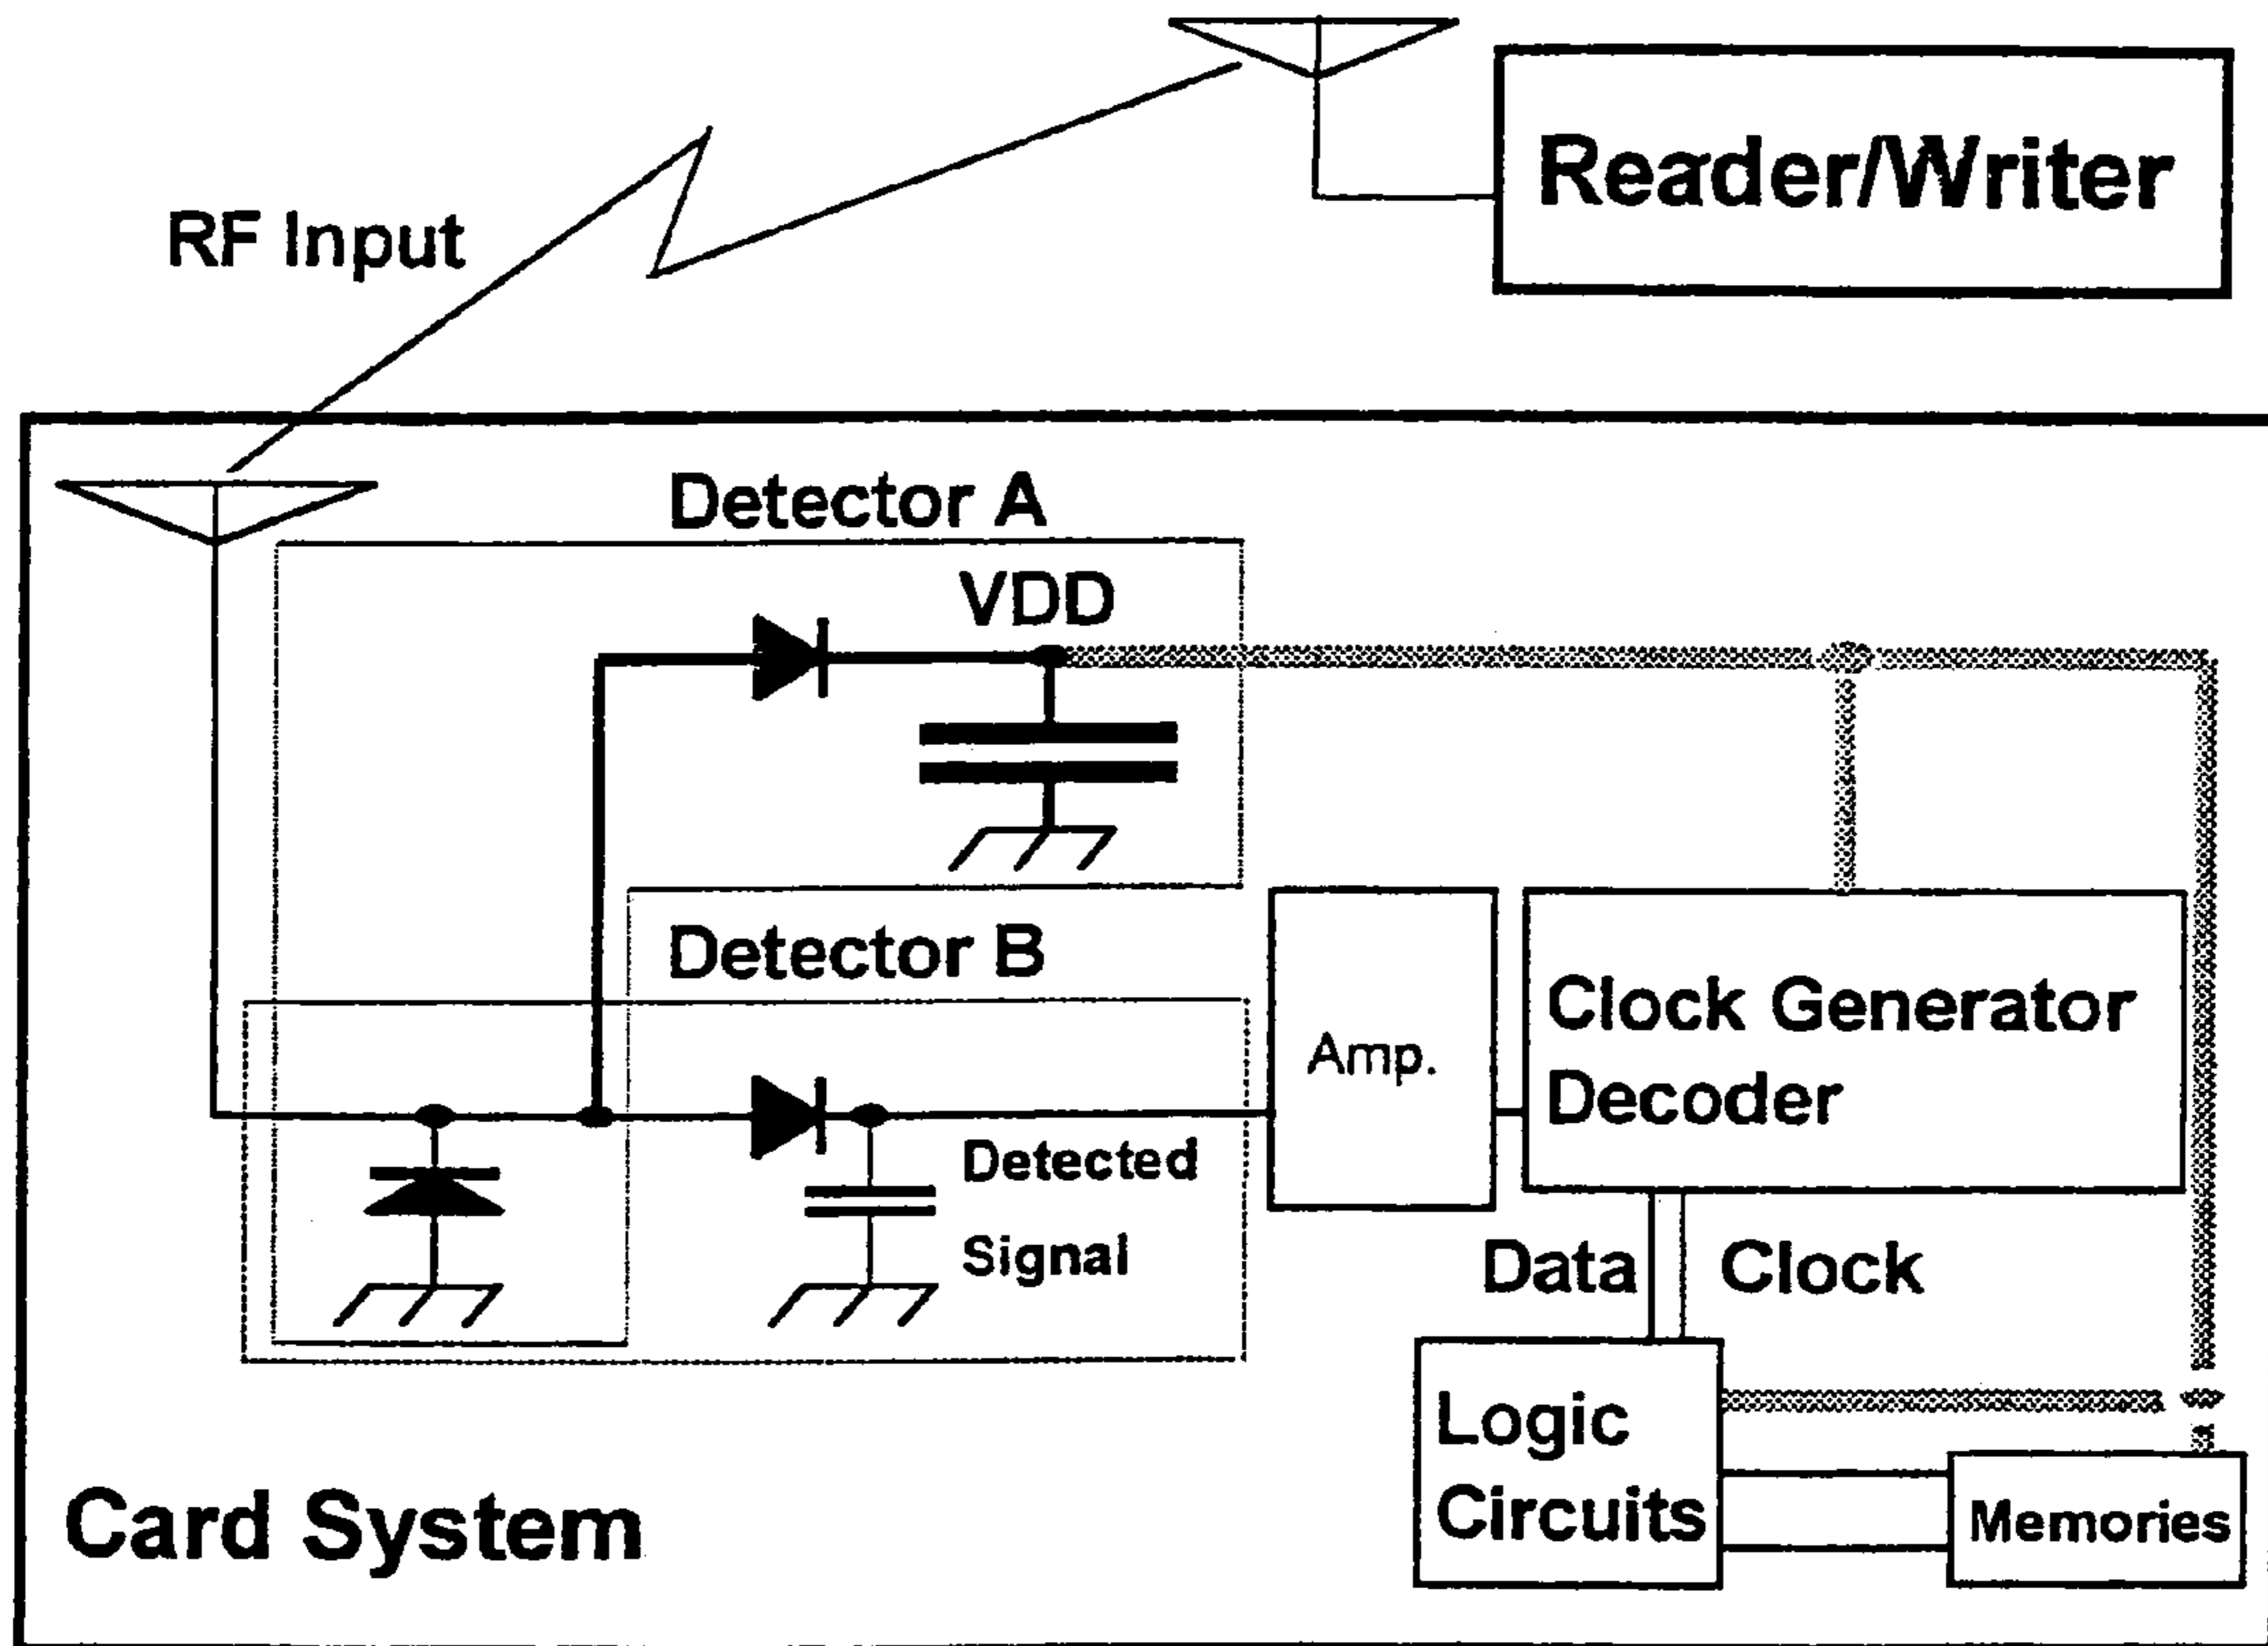 Reader/Writer
RF Input
Detector A
VDD
Detector B
Amp.
Clock Generator
Decoder
Detected
Signal
Data
Clock
Logic
Circuits
Memories
Card System